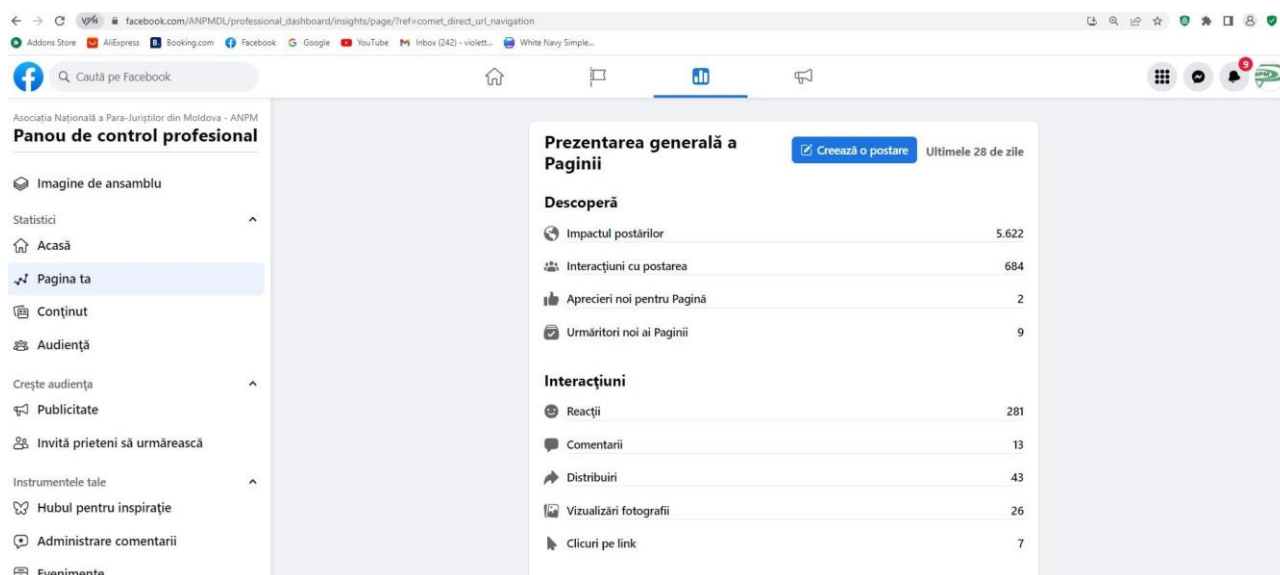 facebook.com/ANPMDL/professional_dashboard/insights/page/?ref=comet_direct_url_navigation
Addons Store AliExpress Booking.com Facebook Google YouTube Inbox (242) - violett... White Navy Simple...
Caută pe Facebook
9
Asociația Națională a Para-Juriștilor din Moldova - ANPM
Panou de control profesional
Imagine de ansamblu
Statistici
Acasă
Pagina ta
Conținut
Audiență
Crește audiența
Publicitate
Invită prieteni să urmărească
Instrumentele tale
Hubul pentru inspirație
Administrare comentarii
Evenimente
Prezentarea generală a Paginii
Creează o postare
Ultimele 28 de zile
Descoperă
Impactul postărilor 5.622
Interacțiuni cu postarea 684
Aprecieri noi pentru Pagină 2
Urmăritori noi ai Paginii 9
Interacțiuni
Reacții 281
Comentarii 13
Distribuiri 43
Vizualizări fotografii 26
Clicuri pe link 7